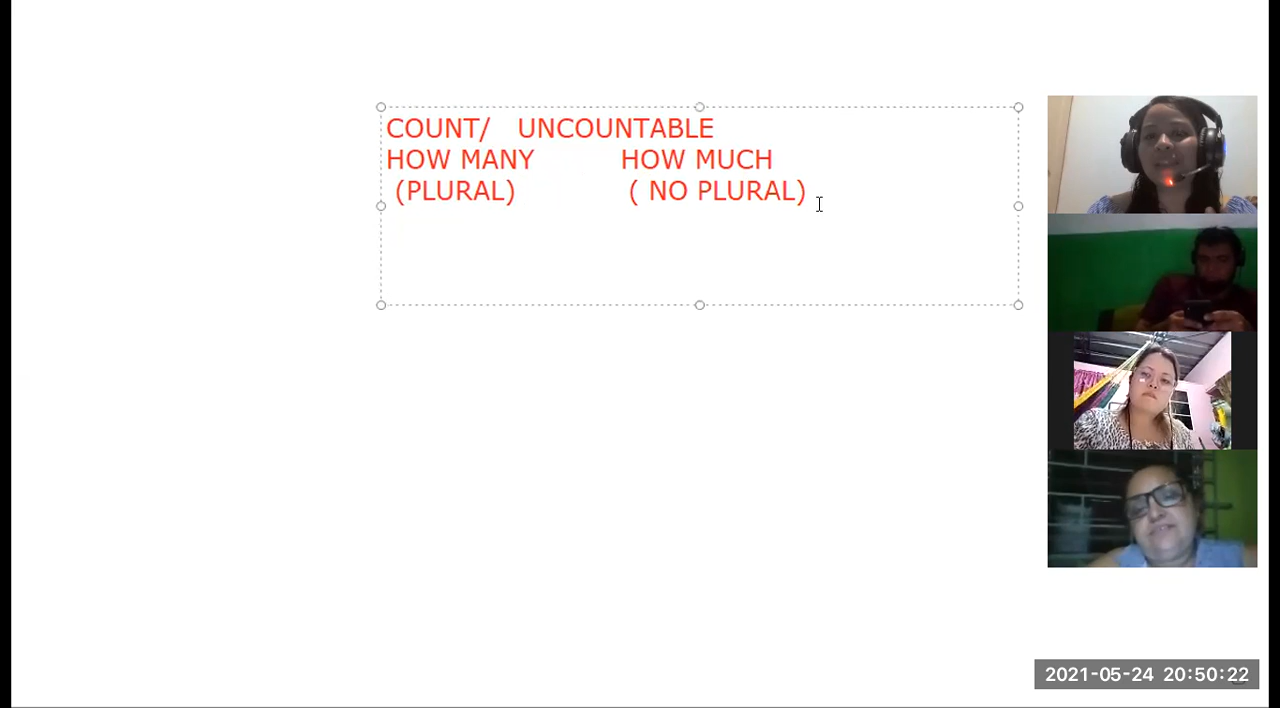 COUNT/ UNCOUNTABLE
HOW MANY HOW MUCH
(PLURAL) ( NO PLURAL)
2021-05-24 20:50:22